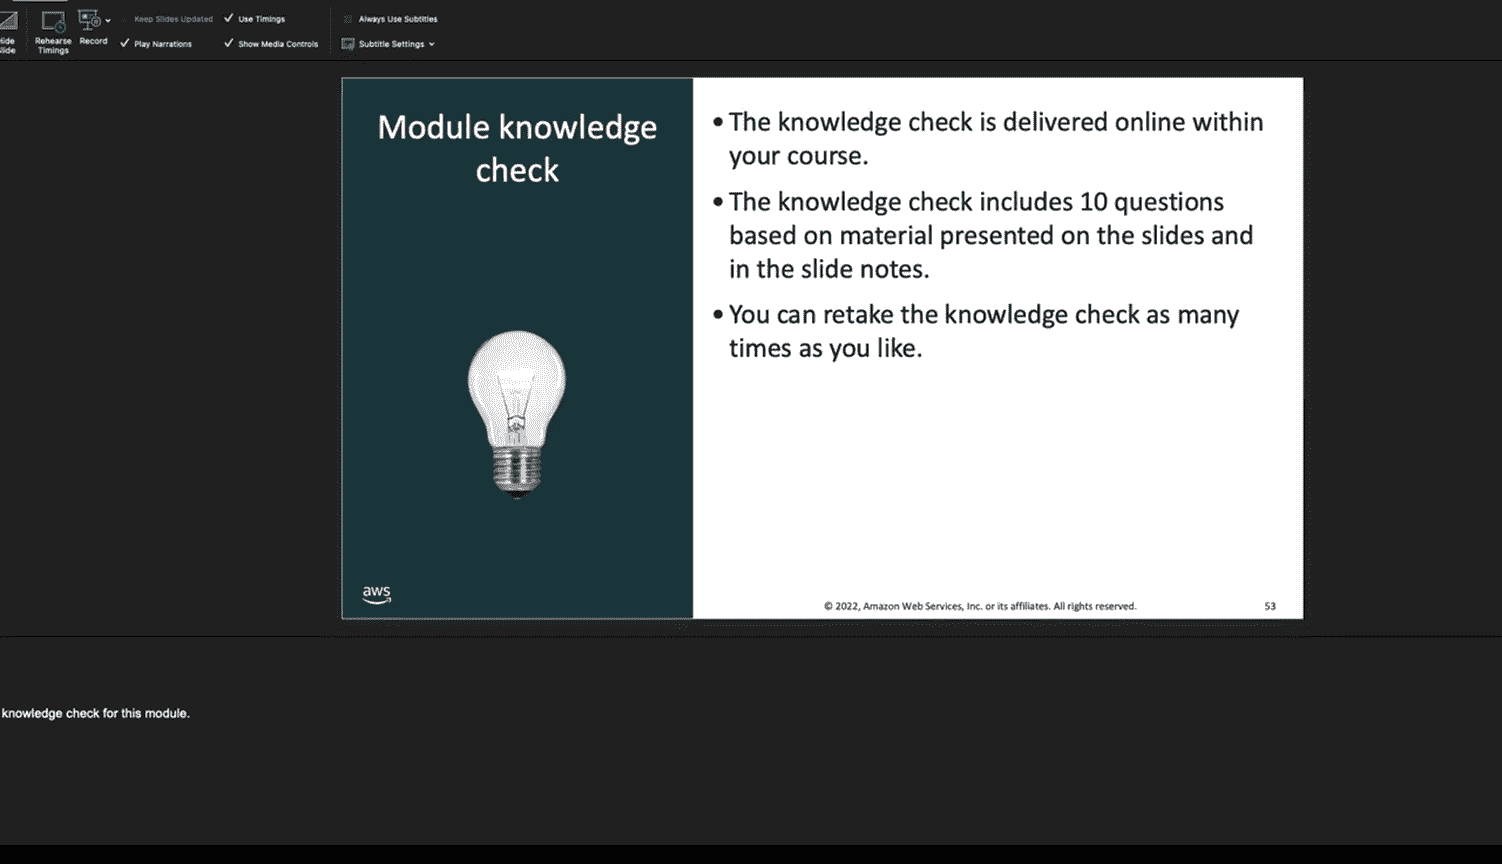 Hide
Slide
Rehearse
Timings
Record
Keep Slides Updated
Play Narrations
Use Timings
Show Media Controls
Always Use Subtitles
Subtitle Settings
Module knowledge
check
• The knowledge check is delivered online within
your course.
• The knowledge check includes 10 questions
based on material presented on the slides and
in the slide notes.
• You can retake the knowledge check as many
times as you like.
aws
© 2022, Amazon Web Services, Inc. or its affiliates. All rights reserved.
53
knowledge check for this module.